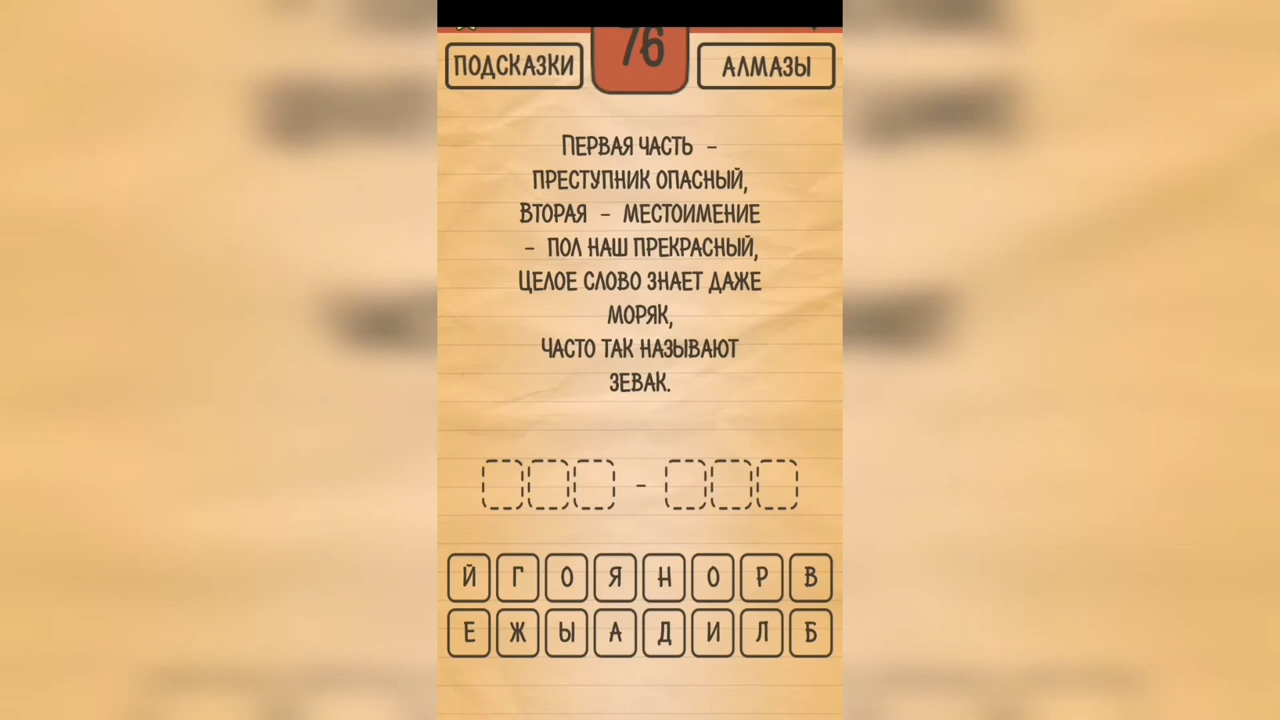 76
ПОДСКАЗКИ
АЛМАЗЫ
ПЕРВАЯ ЧАСТЬ -
ПРЕСТУПНИК ОПАСНЫЙ,
ВТОРАЯ - МЕСТОИМЕНИЕ
- ПОЛ НАШ ПРЕКРАСНЫЙ,
ЦЕЛОЕ СЛОВО ЗНАЕТ ДАЖЕ
МОРЯК,
ЧАСТО ТАК НАЗЫВАЮТ
ЗЕВАК.
-
Й Г О Я Н О Р В
Е Ж Ы А Д И Л Б